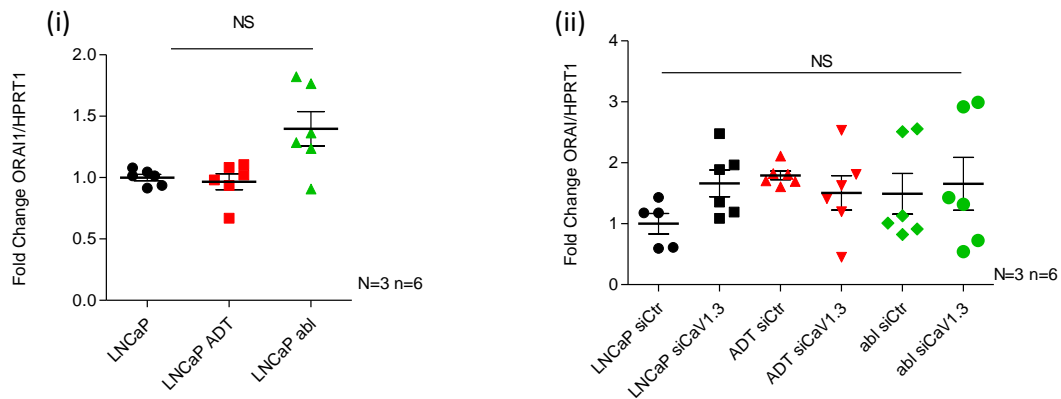 (i)
NS
Fold Change ORAI1/HPRT1
2.0
1.5
1.0
0.5
0.0
LNCaP
LNCaP ADT
LNCaP abl
N=3 n=6
(ii)
NS
Fold Change ORAI/HPRT1
4
3
2
1
0
LNCaP siCtr
LNCaP siCaV1.3
ADT siCtr
ADT siCaV1.3
abl siCtr
abl siCaV1.3
N=3 n=6